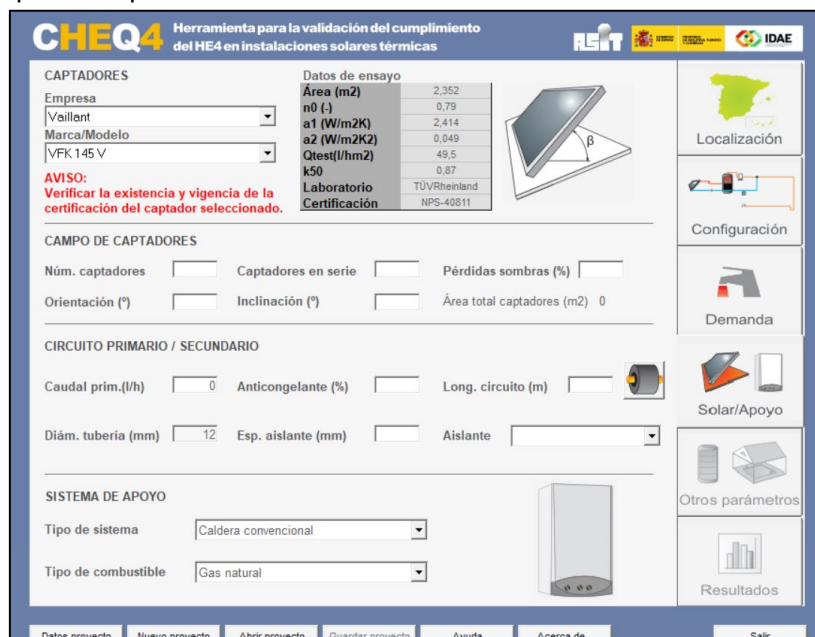 CHEQ4 Herramienta para la validación del cumplimiento
del HE4 en instalaciones solares térmicas
ASIT
IDAE
CAPTADORES
Empresa
Vaillant
Marca/Modelo
VFK 145 V
AVISO:
Verificar la existencia y vigencia de la
certificación del captador seleccionado.
Datos de ensayo
Área (m2) 2,352
n0 (-) 0,79
a1 (W/m2K) 2,414
a2 (W/m2K2) 0,049
Qtest(l/hm2) 49,5
k50 0,87
Laboratorio TÜVRheinland
Certificación NPS-40811
β
CAMPO DE CAPTADORES
Núm. captadores Captadores en serie Pérdidas sombras (%)
Orientación (º) Inclinación (º) Área total captadores (m2) 0
CIRCUITO PRIMARIO / SECUNDARIO
Caudal prim.(l/h) 0 Anticongelante (%) Long. circuito (m)
Diám. tubería (mm) 12 Esp. aislante (mm) Aislante
SISTEMA DE APOYO
Tipo de sistema Caldera convencional
Tipo de combustible Gas natural
Localización
Configuración
Demanda
Solar/Apoyo
Otros parámetros
Resultados
Datos proyecto Nuevo proyecto Abrir proyecto Guardar proyecto Ayuda Acerca de Salir